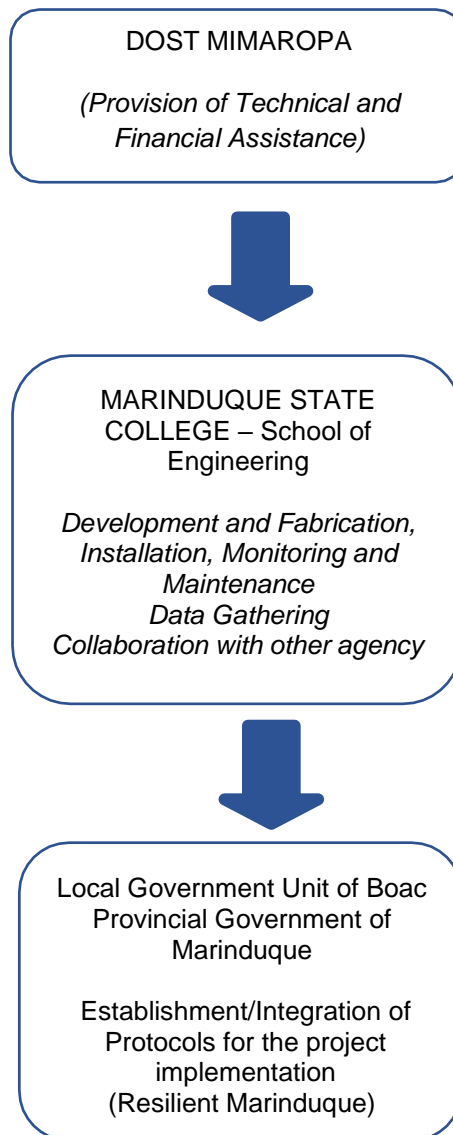 DOST MIMAROPA
(Provision of Technical and
Financial Assistance)
MARINDUQUE STATE
COLLEGE – School of
Engineering
Development and Fabrication,
Installation, Monitoring and
Maintenance
Data Gathering
Collaboration with other agency
Local Government Unit of Boac
Provincial Government of
Marinduque
Establishment/Integration of
Protocols for the project
implementation
(Resilient Marinduque)